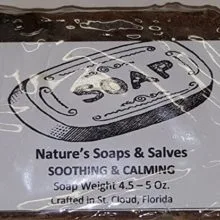 SOAP
Nature's Soaps & Salves
SOOTHING & CALMING
Soap Weight 4.5 – 5 Oz.
Crafted in St. Cloud, Florida